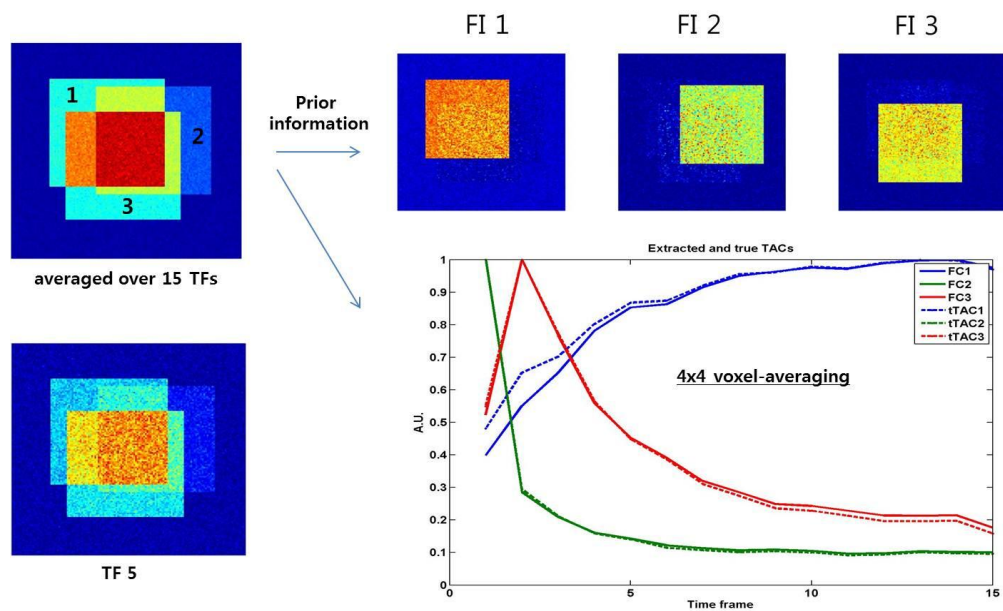 FI 1
FI 2
FI 3
1
2
3
Prior
information
averaged over 15 TFs
TF 5
Extracted and true TACs
FC1
FC2
FC3
tTAC1
tTAC2
tTAC3
4x4 voxel-averaging
A.U.
1
0.9
0.8
0.7
0.6
0.5
0.4
0.3
0.2
0.1
0
0
5
10
15
Time frame